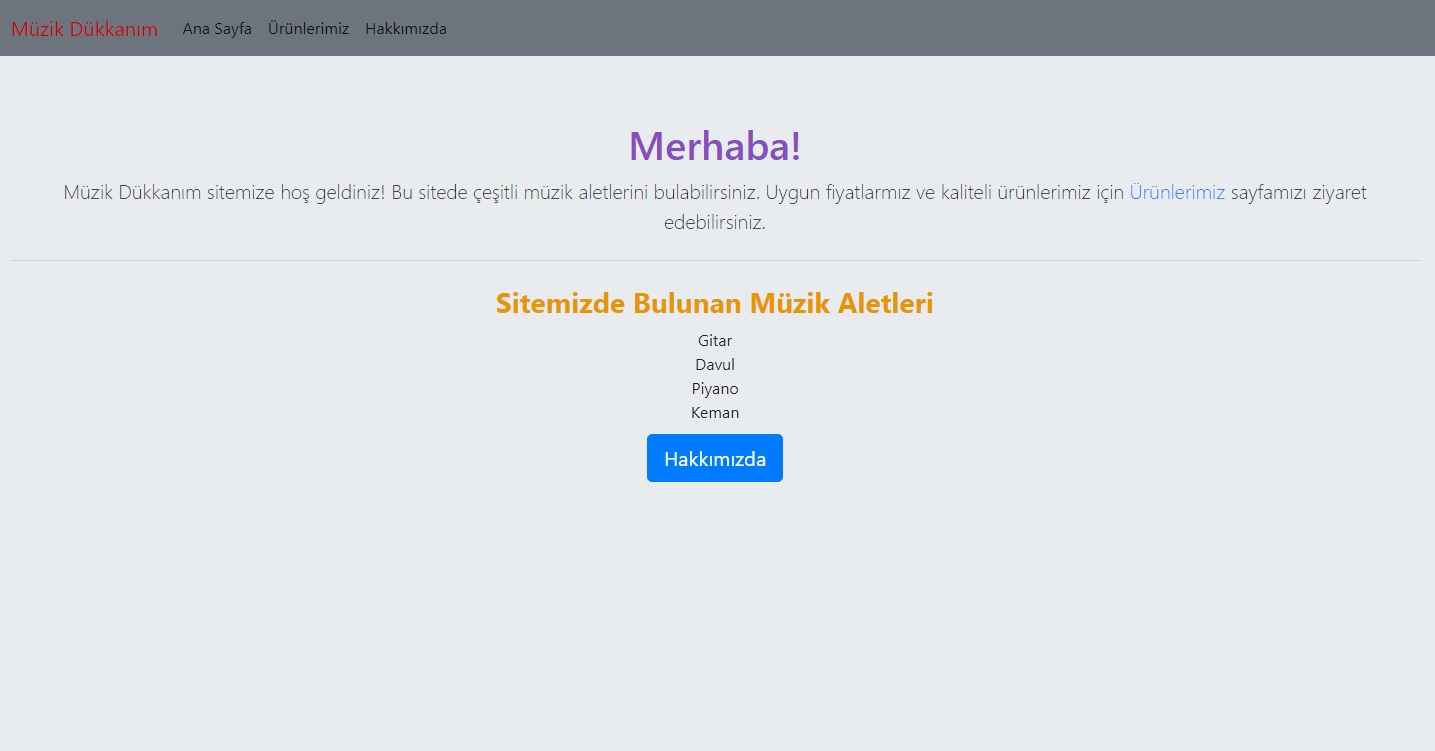 Müzik Dükkanım Ana Sayfa Ürünlerimiz Hakkımızda
Merhaba!
Müzik Dükkanım sitemize hoş geldiniz! Bu sitede çeşitli müzik aletlerini bulabilirsiniz. Uygun fiyatlarmız ve kaliteli ürünlerimiz için Ürünlerimiz sayfamızı ziyaret
edebilirsiniz.
Sitemizde Bulunan Müzik Aletleri
Gitar
Davul
Piyano
Keman
Hakkımızda